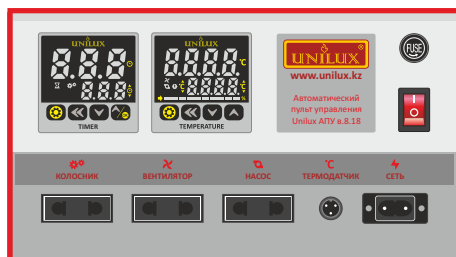 UNILUX
8.8.8.
8.8.8.
TIMER
UNILUX
8.8.8.8.
°C
8.8.8.8.
TEMPERATURE
UNILUX®
www.unilux.kz
Автоматический
пульт управления
Unilux АПУ в.8.18
FUSE
КОЛОСНИК
ВЕНТИЛЯТОР
НАСОС
°C
ТЕРМОДАТЧИК
СЕТЬ